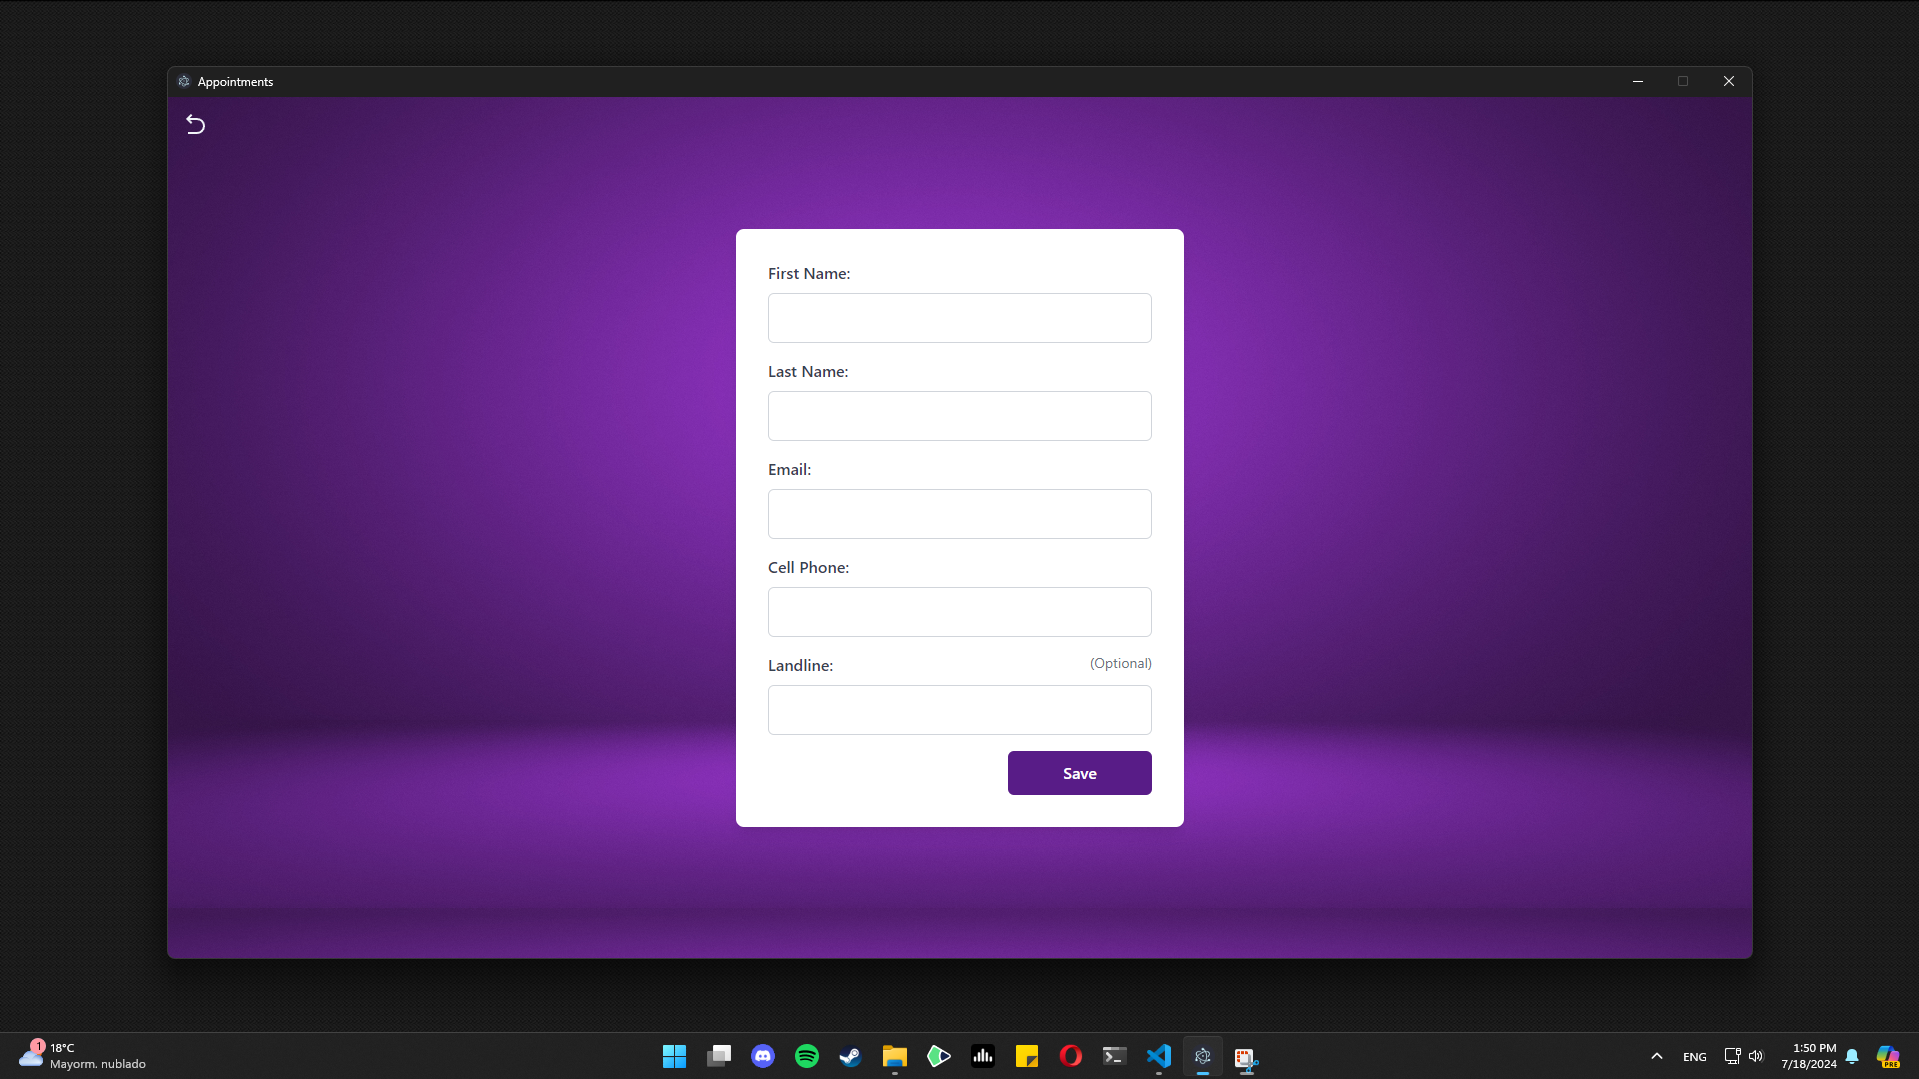 Appointments
First Name:
Last Name:
Email:
Cell Phone:
Landline:
(Optional)
Save
1
18°C
Mayorm. nublado
ENG
1:50 PM
7/18/2024
PRE